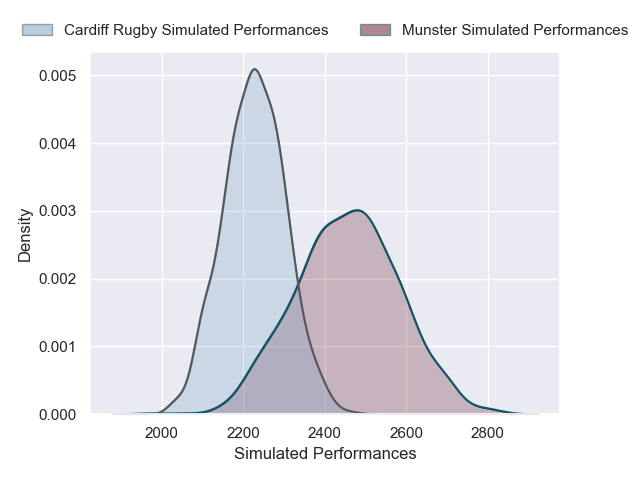 Cardiff Rugby Simulated Performances Munster Simulated Performances
0.005
0.004
0.003
0.002
0.001
0.000
Density
2000 2200 2400 2600 2800
Simulated Performances